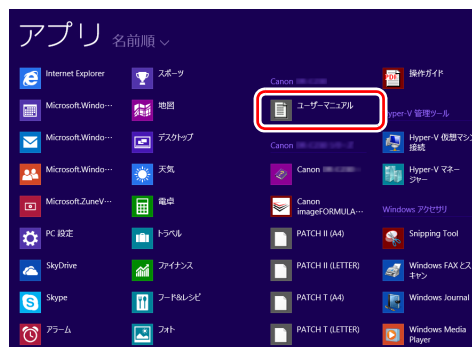 アプリ 名前順
Internet Explorer
Microsoft.Windo…
Microsoft.Windo…
Microsoft.Windo…
Microsoft.ZuneV…
PC 設定
SkyDrive
Skype
アラーム
スポーツ
地図
デスクトップ
天気
電卓
トラベル
ファイナンス
フード&レシピ
フォト
Canon
ユーザーマニュアル
Canon
Canon
Canon
imageFORMULA…
PATCH II (A4)
PATCH II (LETTER)
PATCH T (A4)
PATCH T (LETTER)
操作ガイド
Hyper-V 管理ツール
Hyper-V 仮想マシン
接続
Hyper-V マネー
ジャー
Windows アクセサリ
Snipping Tool
Windows FAX とス
キャン
Windows Journal
Windows Media
Player